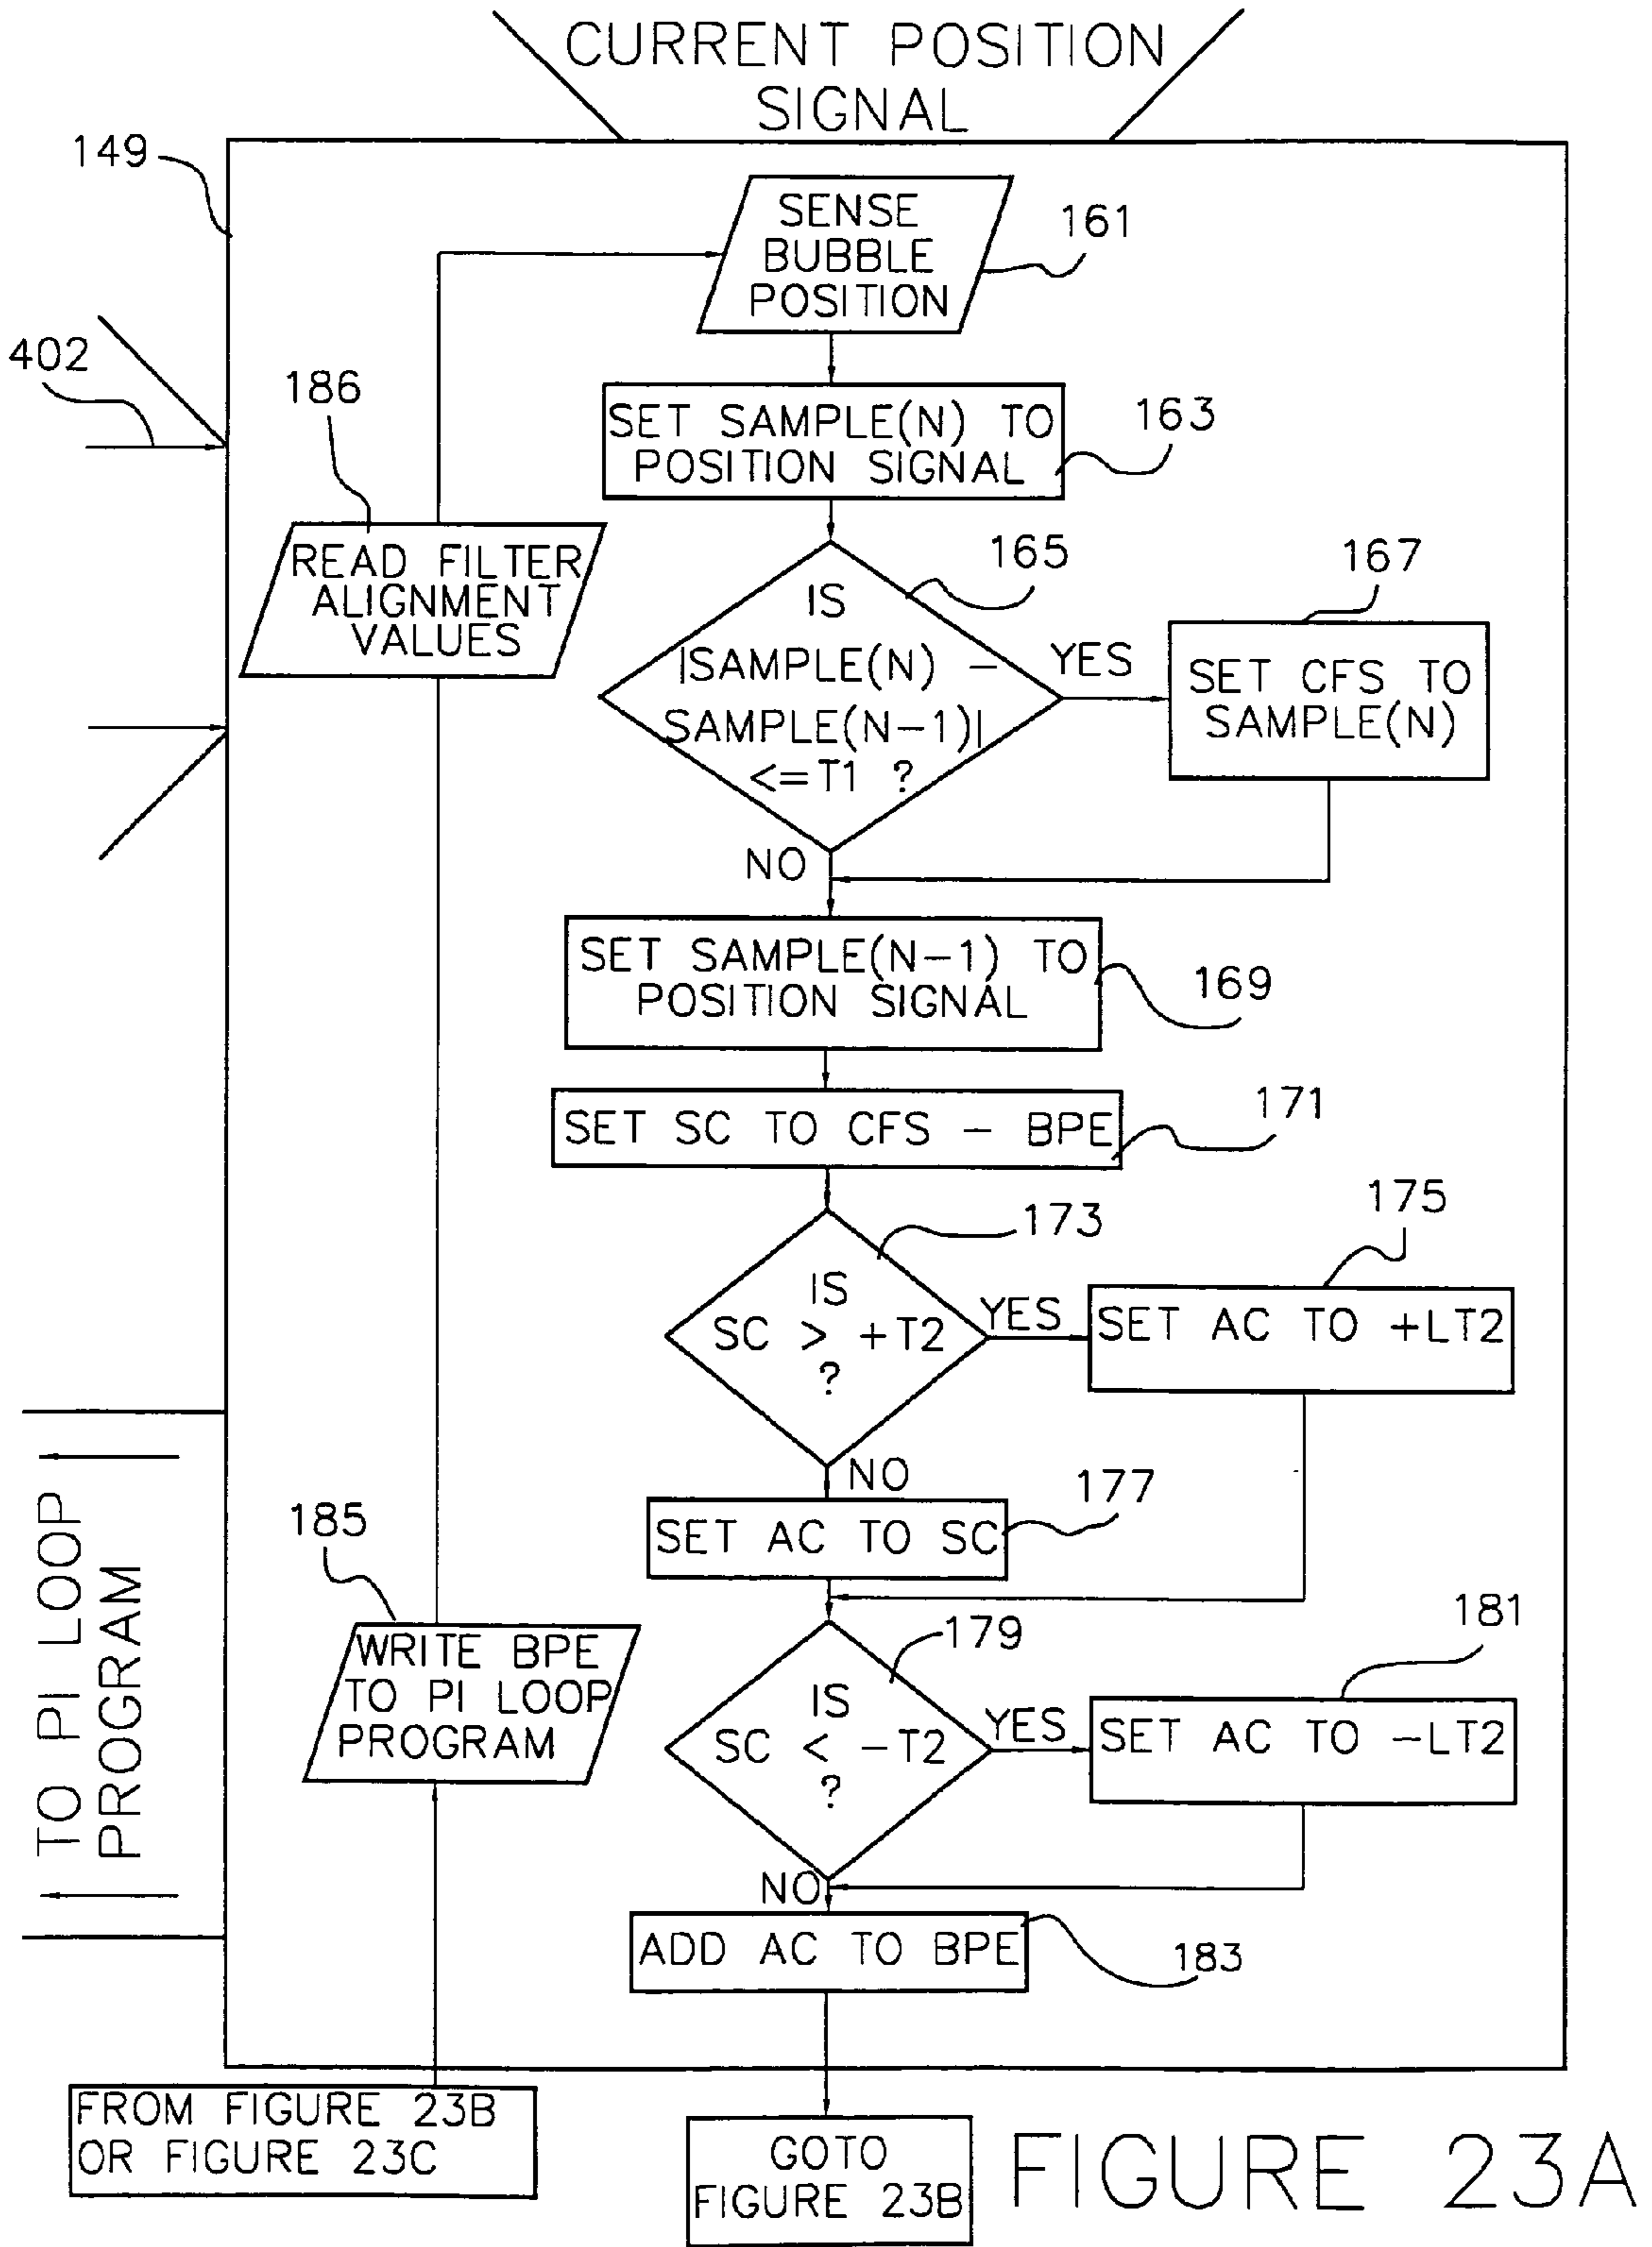 CURRENT POSITION
SIGNAL
149
SENSE
BUBBLE
POSITION
161
402
186
SET SAMPLE(N) TO
POSITION SIGNAL
163
READ FILTER
ALIGNMENT
VALUES
165
167
IS
|SAMPLE(N) –
SAMPLE(N–1)|
<=T1 ?
YES
SET CFS TO
SAMPLE(N)
NO
SET SAMPLE(N–1) TO
POSITION SIGNAL
169
SET SC TO CFS – BPE
171
173
175
IS
SC > +T2
?
YES
SET AC TO +LT2
NO
177
SET AC TO SC
185
TO PI LOOP
PROGRAM
WRITE BPE
TO PI LOOP
PROGRAM
179
181
IS
SC < –T2
?
YES
SET AC TO –LT2
NO
ADD AC TO BPE
183
FROM FIGURE 23B
OR FIGURE 23C
GOTO
FIGURE 23B
FIGURE 23A